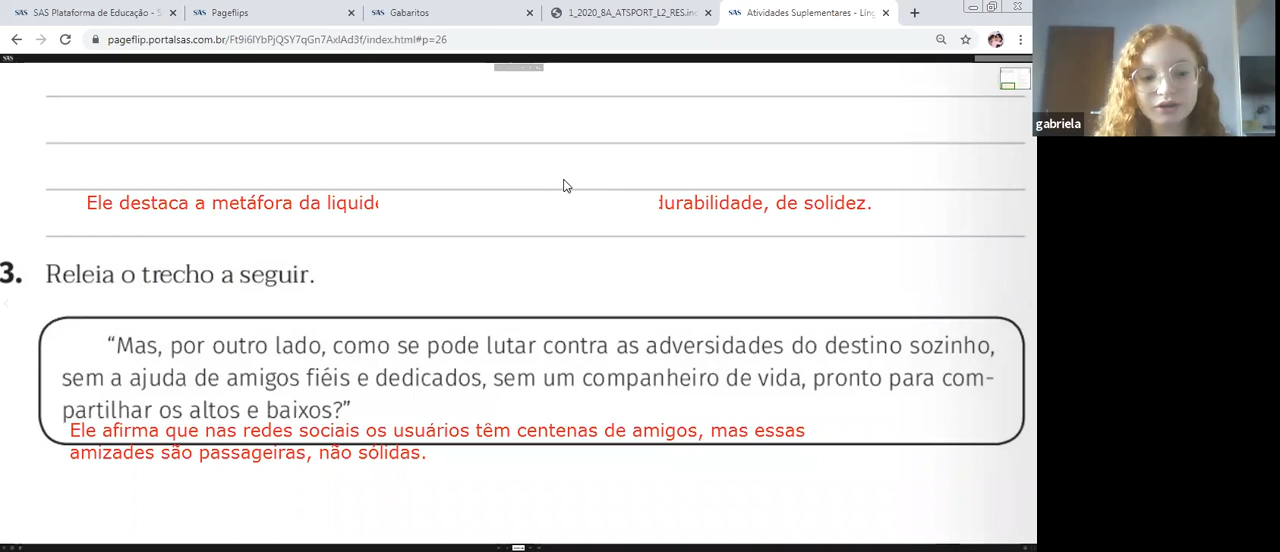 SAS Plataforma de Educação - S
Pageflips
Gabaritos
1_2020_8A_ATSPORT_L2_RES.ind
Atividades Suplementares - Líng
pageflip.portalsas.com.br/Ft9i6lYbPjQSY7qGn7AxlAd3f/index.html#p=26
SAS
gabriela
Ele destaca a metáfora da liquid durabilidade, de solidez.
3. Releia o trecho a seguir.
“Mas, por outro lado, como se pode lutar contra as adversidades do destino sozinho,
sem a ajuda de amigos fiéis e dedicados, sem um companheiro de vida, pronto para com-
partilhar os altos e baixos?”
Ele afirma que nas redes sociais os usuários têm centenas de amigos, mas essas
amizades são passageiras, não sólidas.